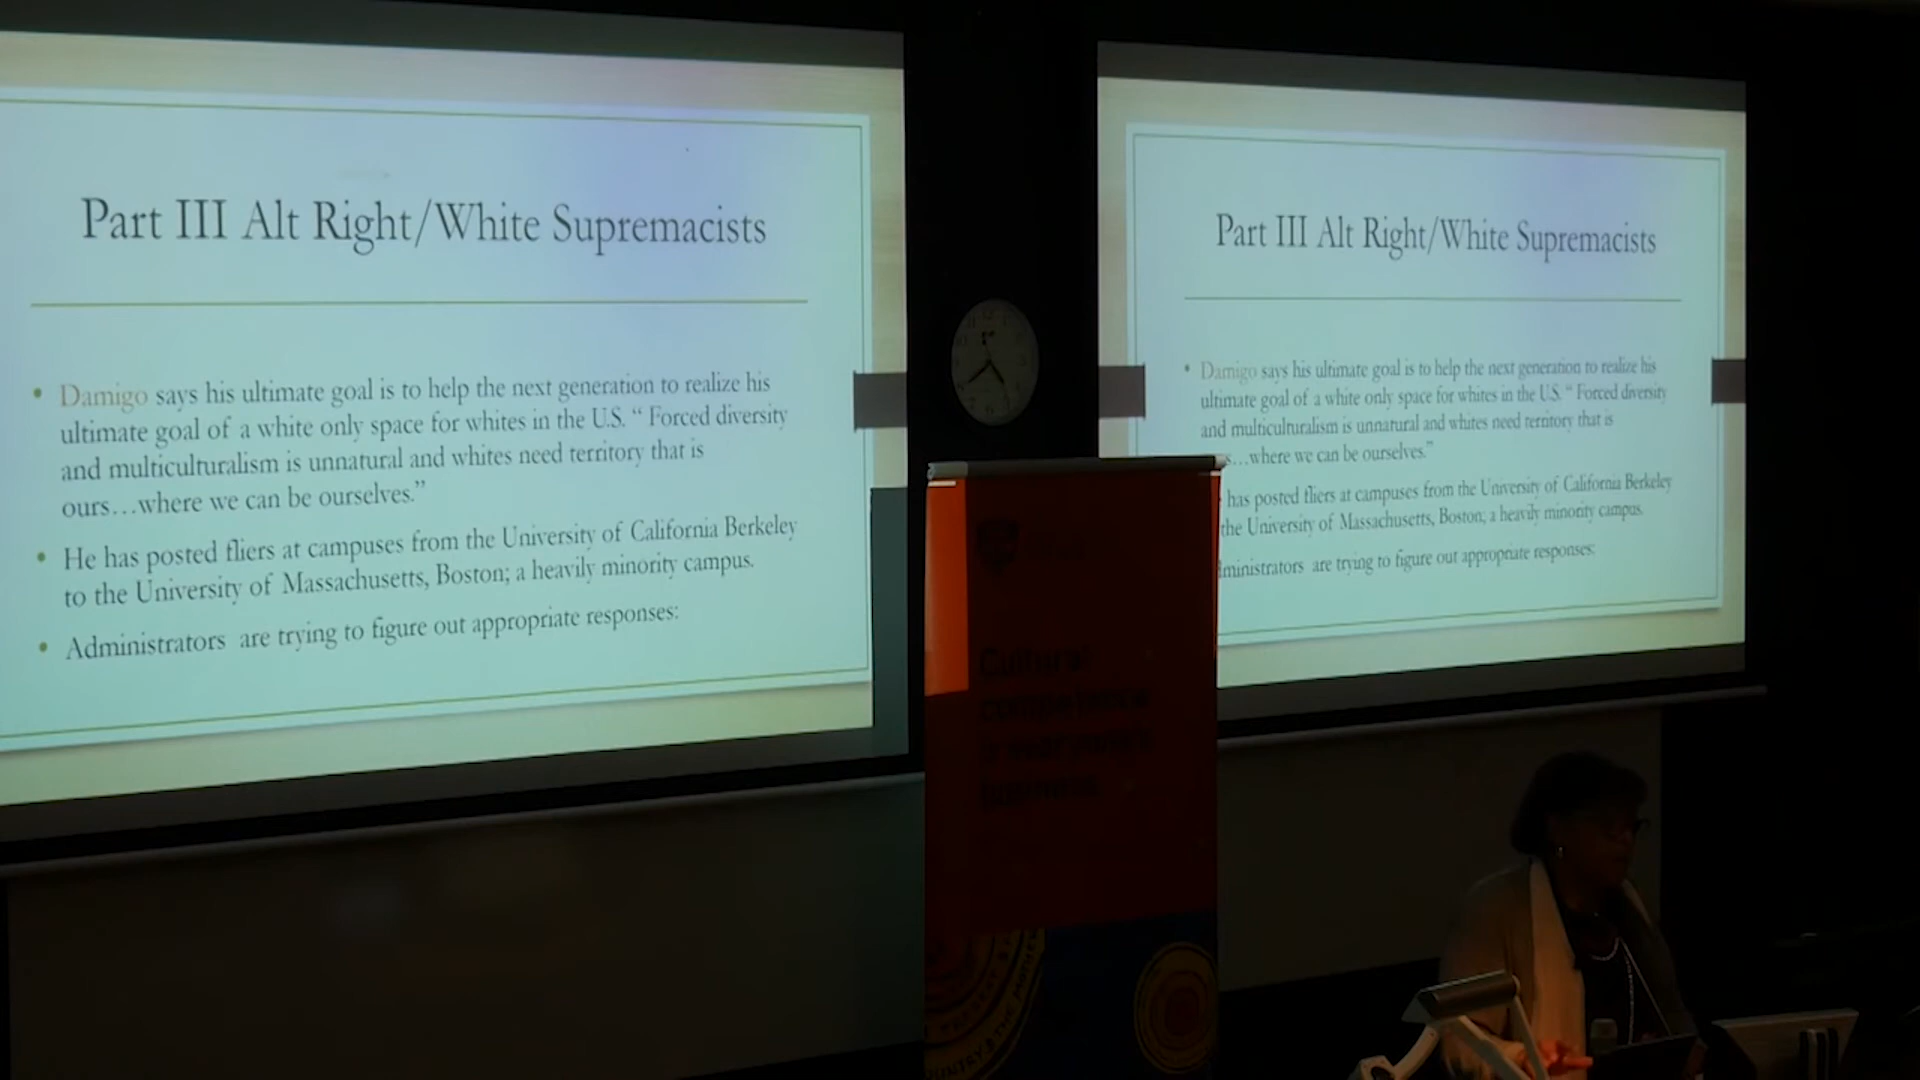 Part III Alt Right/White Supremacists
• Damigo says his ultimate goal is to help the next generation to realize his
ultimate goal of a white only space for whites in the U.S. “ Forced diversity
and multiculturalism is unnatural and whites need territory that is
ours…where we can be ourselves.”
• He has posted fliers at campuses from the University of California Berkeley
to the University of Massachusetts, Boston; a heavily minority campus.
• Administrators are trying to figure out appropriate responses:
Part III Alt Right/White Supremacists
• Damigo says his ultimate goal is to help the next generation to realize his
ultimate goal of a white only space for whites in the U.S. “ Forced diversity
and multiculturalism is unnatural and whites need territory that is
s…where we can be ourselves.”
has posted fliers at campuses from the University of California Berkeley
the University of Massachusetts, Boston; a heavily minority campus.
ministrators are trying to figure out appropriate responses:
Cultural
competence
is everyone's
business